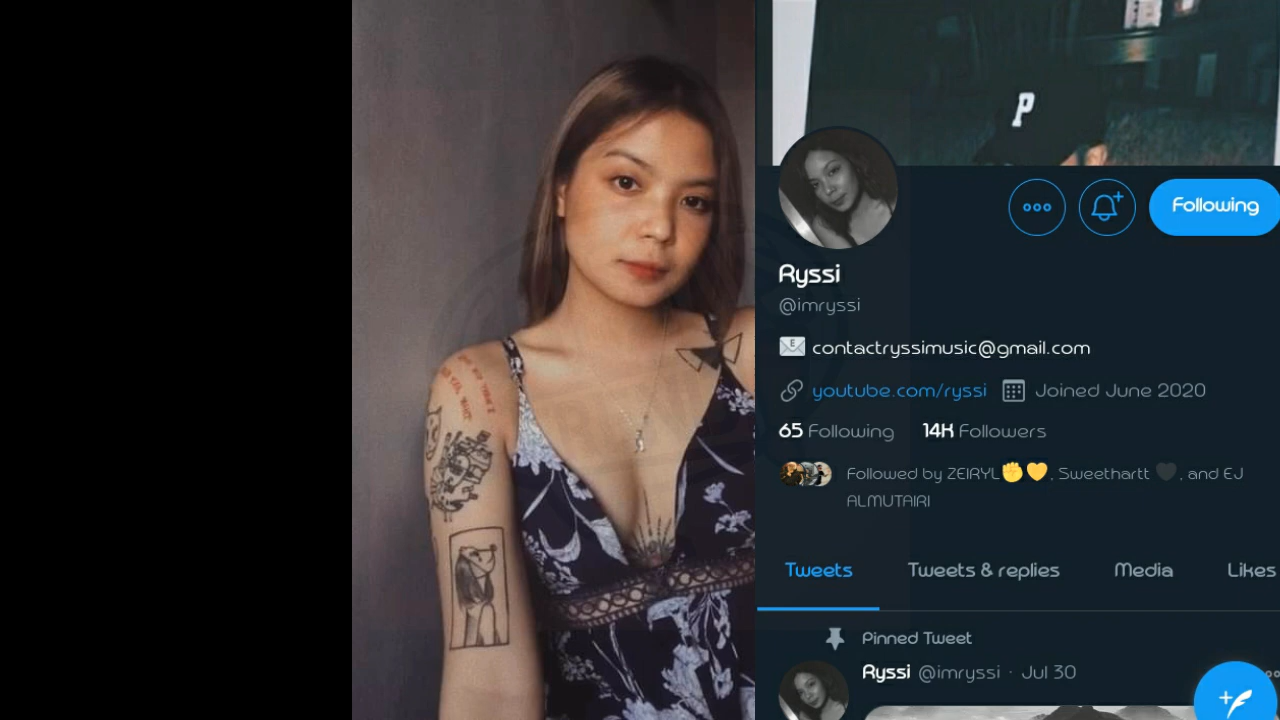 P
Following
Ryssi
@imryssi
E contactryssimusic@gmail.com
youtube.com/ryssi Joined June 2020
65 Following 14K Followers
Followed by ZEIRYL✊💛, Sweethartt 🖤, and EJ
ALMUTAIRI
Tweets Tweets & replies Media Likes
Pinned Tweet
Ryssi @imryssi · Jul 30